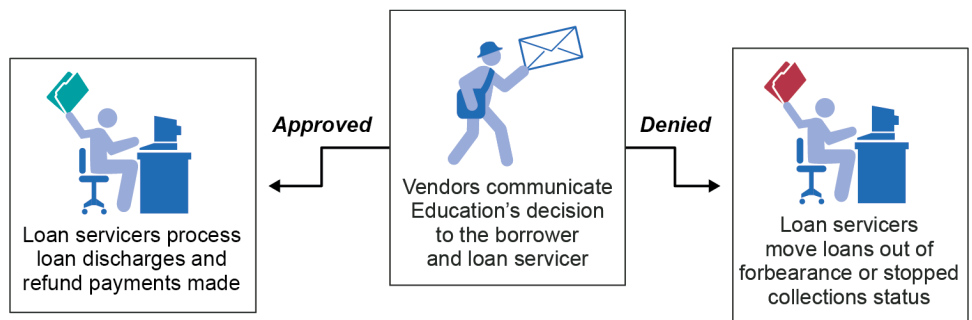 Approved
Denied
Vendors communicate
Education's decision
to the borrower
and loan servicer
Loan servicers process
loan discharges and
refund payments made
Loan servicers
move loans out of
forbearance or stopped
collections status